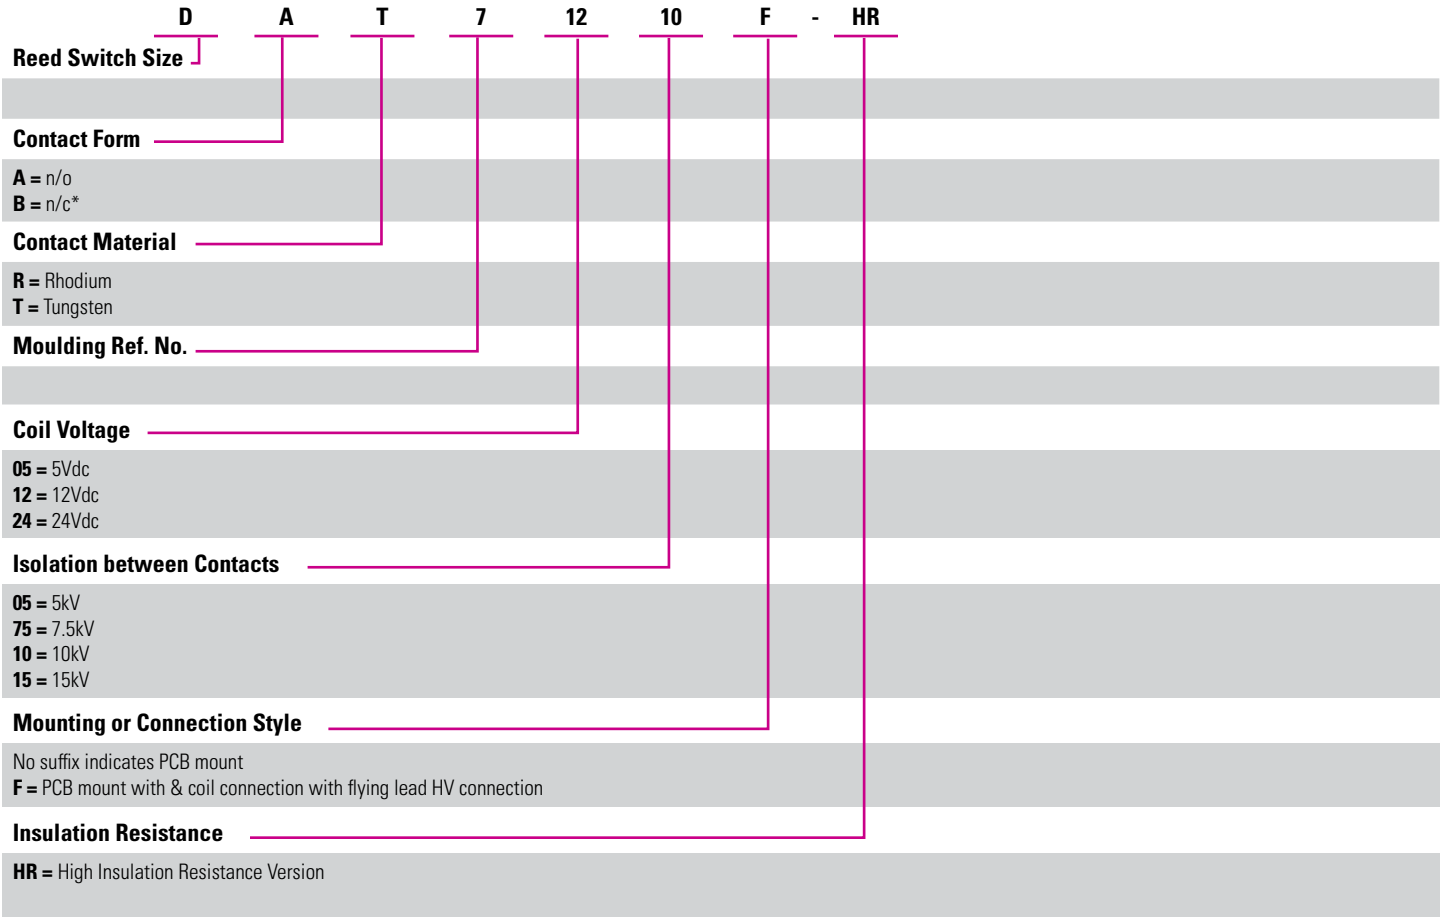 D A T 7 12 10 F - HR
Reed Switch Size
Contact Form
A = n/o
B = n/c*
Contact Material
R = Rhodium
T = Tungsten
Moulding Ref. No.
Coil Voltage
05 = 5Vdc
12 = 12Vdc
24 = 24Vdc
Isolation between Contacts
05 = 5kV
75 = 7.5kV
10 = 10kV
15 = 15kV
Mounting or Connection Style
No suffix indicates PCB mount
F = PCB mount with & coil connection with flying lead HV connection
Insulation Resistance
HR = High Insulation Resistance Version